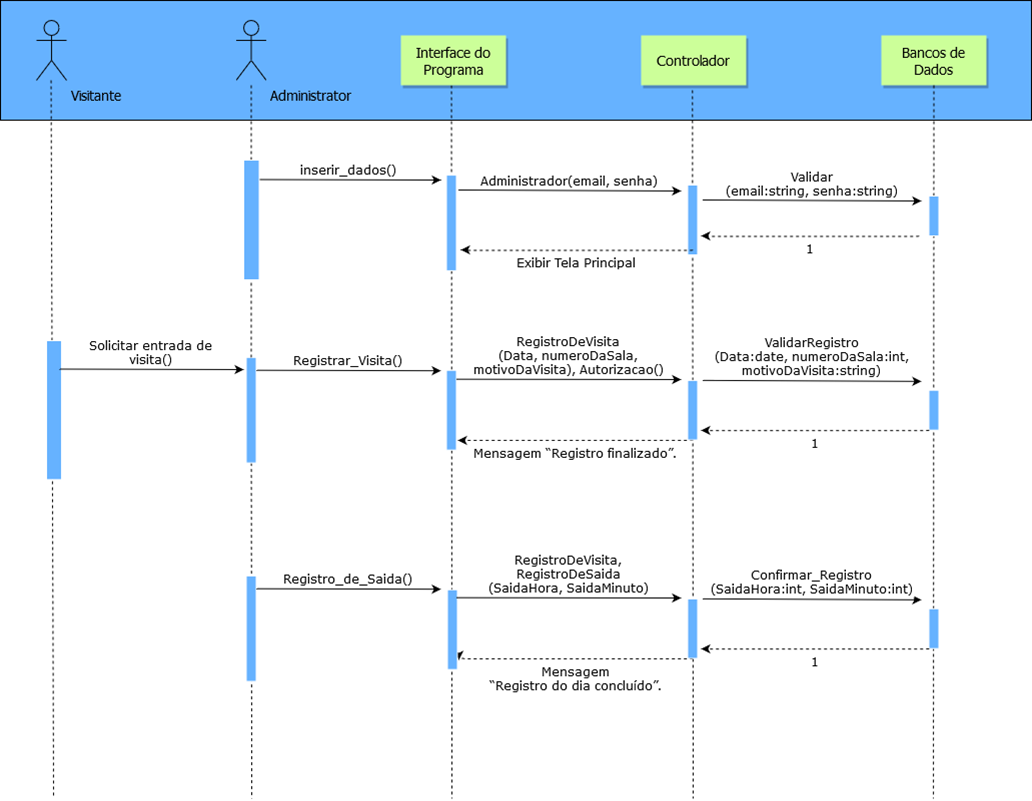 Visitante
Administrator
Interface do
Programa
Controlador
Bancos de
Dados
inserir_dados()
Administrador(email, senha)
Validar
(email:string, senha:string)
1
Exibir Tela Principal
Solicitar entrada de
visita()
Registrar_Visita()
RegistroDeVisita
(Data, numeroDaSala,
motivoDaVisita), Autorizacao()
ValidarRegistro
(Data:date, numeroDaSala:int,
motivoDaVisita:string)
1
Mensagem “Registro finalizado”.
Registro_de_Saida()
RegistroDeVisita,
RegistroDeSaida
(SaidaHora, SaidaMinuto)
Confirmar_Registro
(SaidaHora:int, SaidaMinuto:int)
1
Mensagem
“Registro do dia concluído”.